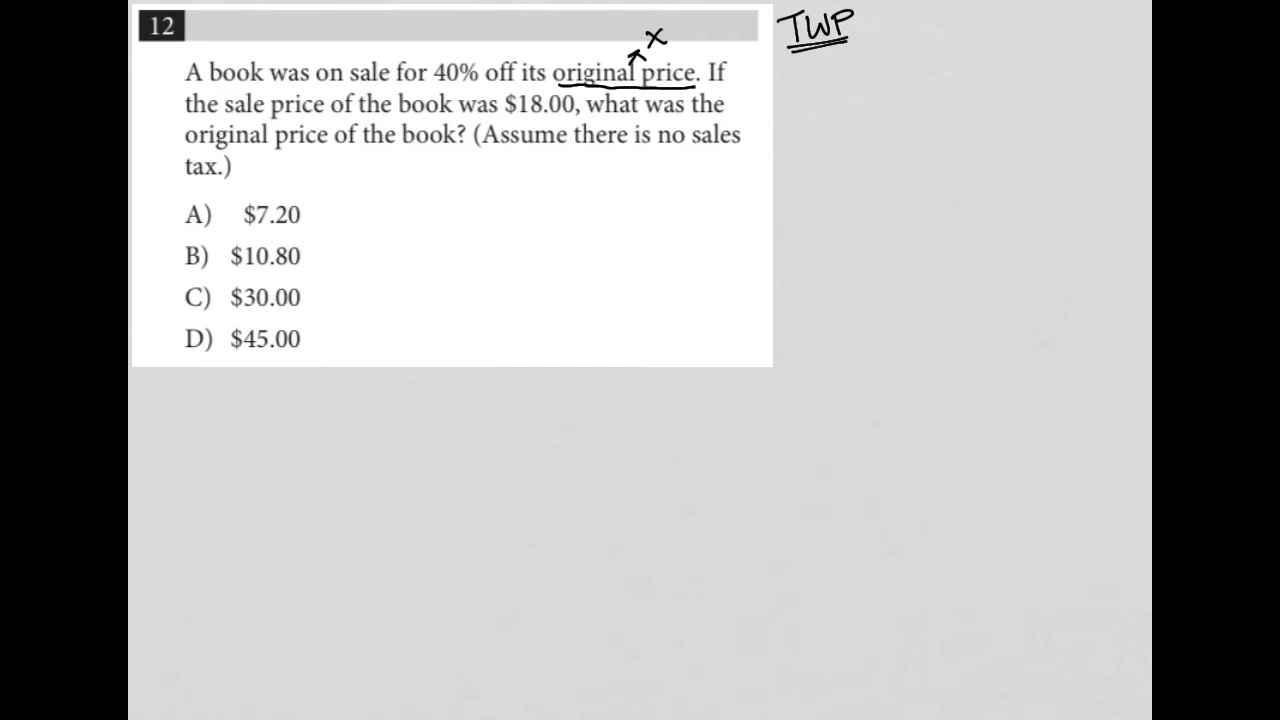 12
TWP
x
A book was on sale for 40% off its original price. If
the sale price of the book was $18.00, what was the
original price of the book? (Assume there is no sales
tax.)
A) $7.20
B) $10.80
C) $30.00
D) $45.00